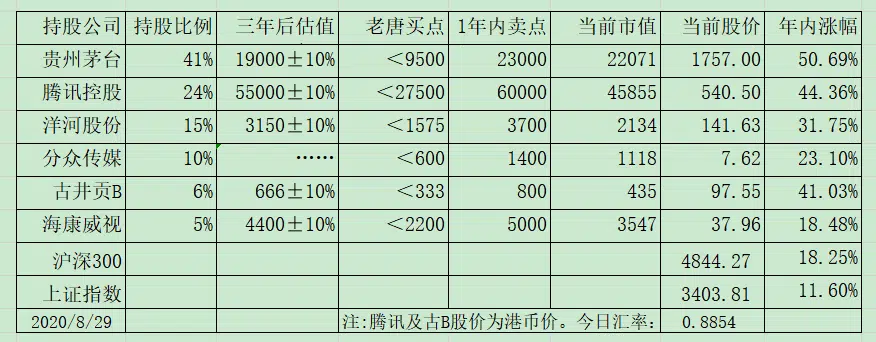 持股公司 持股比例 三年后估值 老唐买点 1年内卖点 当前市值 当前股价 年内涨幅
贵州茅台 41% 19000±10% <9500 23000 22071 1757.00 50.69%
腾讯控股 24% 55000±10% <27500 60000 45855 540.50 44.36%
洋河股份 15% 3150±10% <1575 3700 2134 141.63 31.75%
分众传媒 10% …… <600 1400 1118 7.62 23.10%
古井贡B 6% 666±10% <333 800 435 97.55 41.03%
海康威视 5% 4400±10% <2200 5000 3547 37.96 18.48%
沪深300 4844.27 18.25%
上证指数 3403.81 11.60%
2020/8/29 注:腾讯及古B股价为港币价。今日汇率: 0.8854